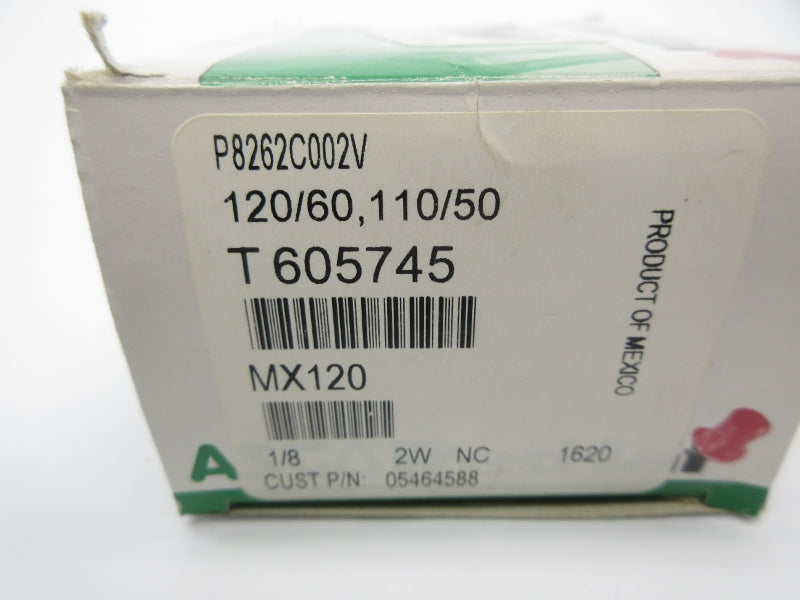 P8262C002V
120/60,110/50
T 605745
MX120
1/8 2W NC 1620
CUST P/N: 05464588
PRODUCT OF MEXICO
A